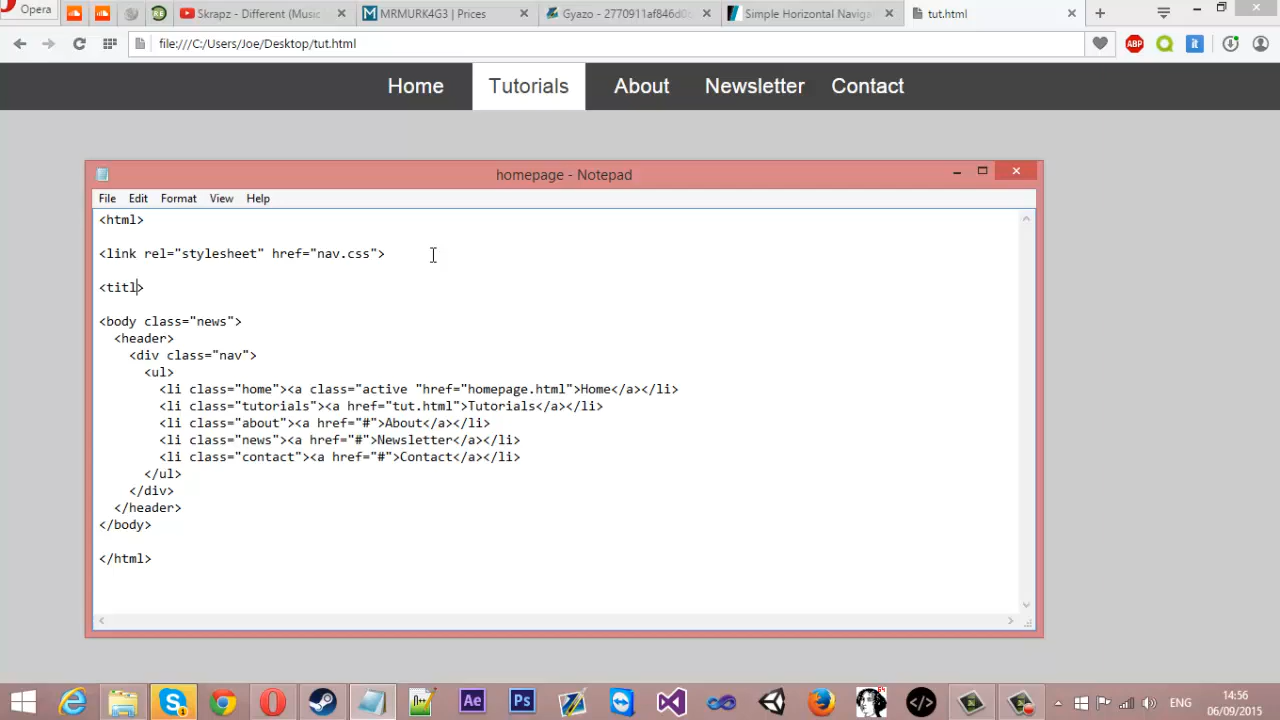 Opera
Skrapz - Different (Music
MRMURK4G3 | Prices
Gyazo - 2770911af846d0
Simple Horizontal Naviga
tut.html
file:///C:/Users/Joe/Desktop/tut.html
ABP
Home Tutorials About Newsletter Contact
homepage - Notepad
File Edit Format View Help
<html>
<link rel="stylesheet" href="nav.css">
<titl>
<body class="news">
<header>
<div class="nav">
<ul>
<li class="home"><a class="active "href="homepage.html">Home</a></li>
<li class="tutorials"><a href="tut.html">Tutorials</a></li>
<li class="about"><a href="#">About</a></li>
<li class="news"><a href="#">Newsletter</a></li>
<li class="contact"><a href="#">Contact</a></li>
</ul>
</div>
</header>
</body>
</html>
Ae
Ps
ENG
14:56
06/09/2015